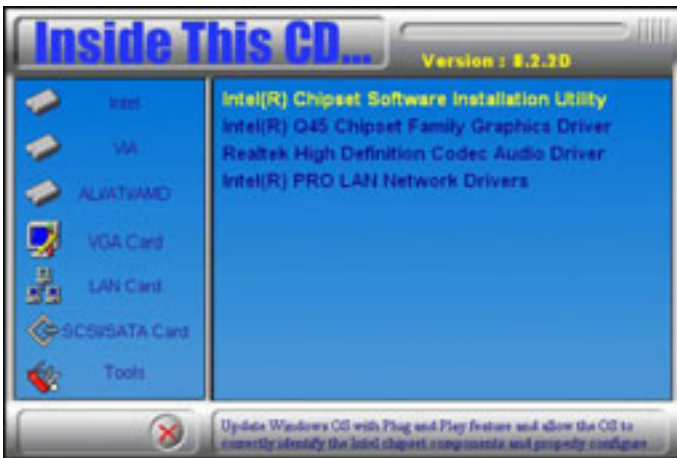 Inside This CD...
Version : 8.2.2D
Intel
VIA
ALI/ATI/AMD
VGA Card
LAN Card
SCSI/SATA Card
Tools
Intel(R) Chipset Software Installation Utility
Intel(R) Q45 Chipset Family Graphics Driver
Realtek High Definition Codec Audio Driver
Intel(R) PRO LAN Network Drivers
Update Windows OS with Plug and Play feature and allow the OS to
correctly identify the Intel chipset components and properly configure